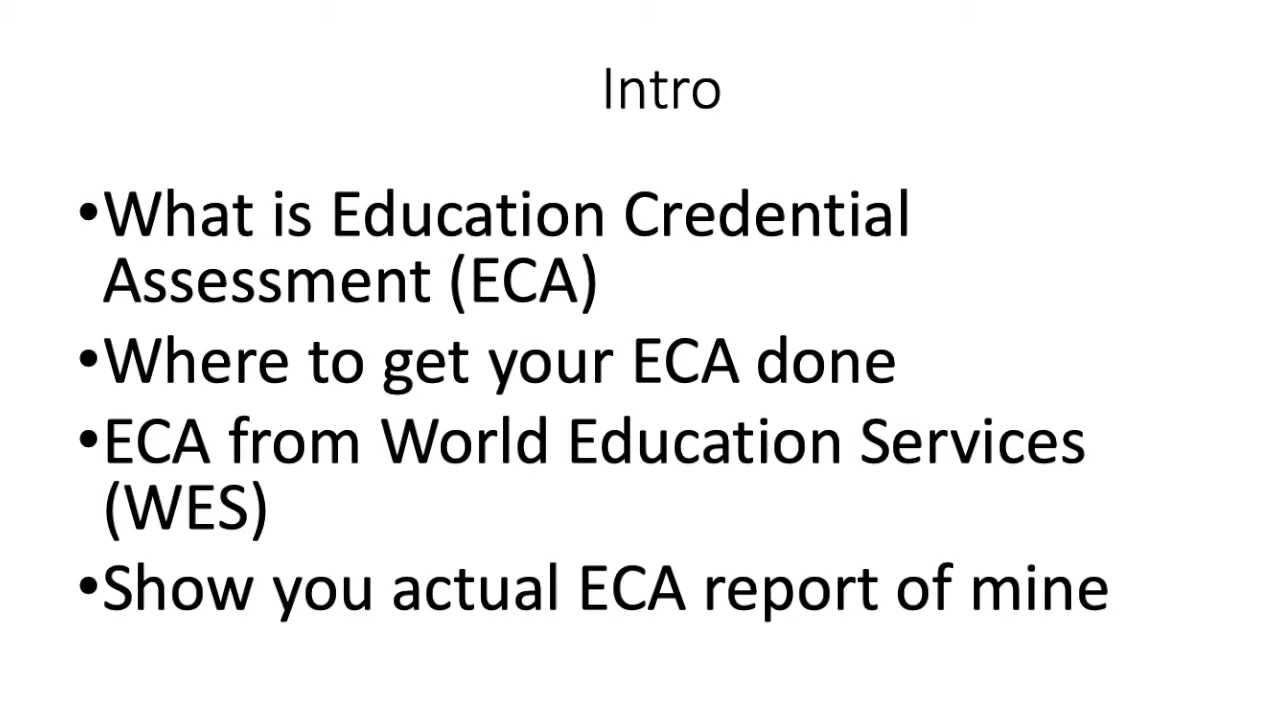 Intro
•What is Education Credential
Assessment (ECA)
•Where to get your ECA done
•ECA from World Education Services
(WES)
•Show you actual ECA report of mine